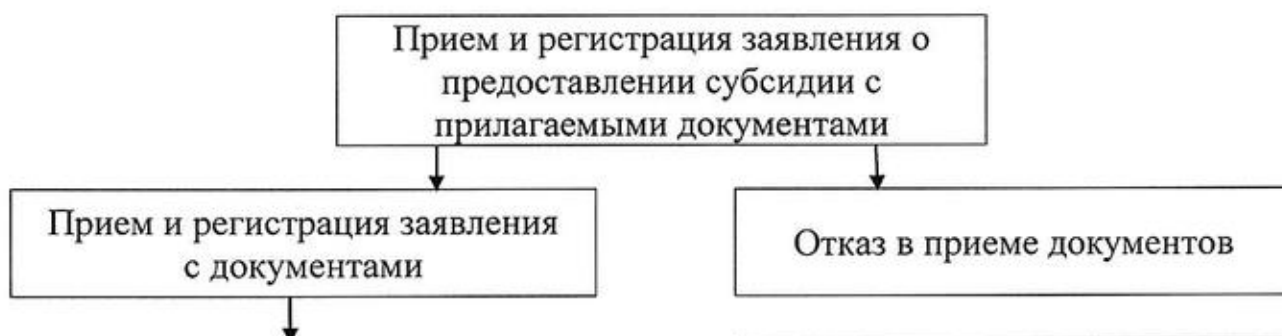 Прием и регистрация заявления о
предоставлении субсидии с
прилагаемыми документами
Прием и регистрация заявления
с документами
Отказ в приеме документов